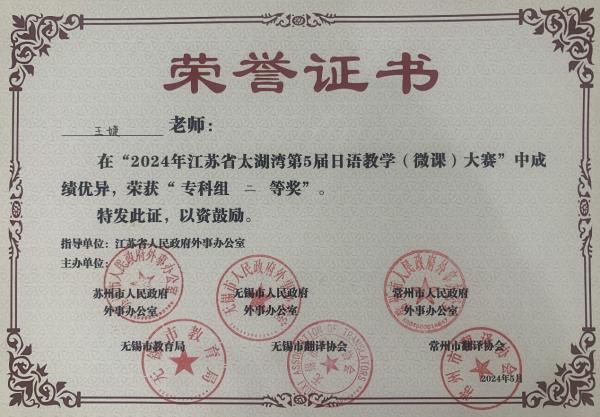 荣誉证书
王婕 老师：
在“2024年江苏省太湖湾第5届日语教学（微课）大赛”中成
绩优异，荣获“专科组 二 等奖”。
特发此证，以资鼓励。
指导单位：江苏省人民政府外事办公室
主办单位：
苏州市人民政府 无锡市人民政府 常州市人民政府
外事办公室 外事办公室 外事办公室
无锡市教育局 无锡市翻译协会 常州市翻译协会
2024年5月
无锡市教育局